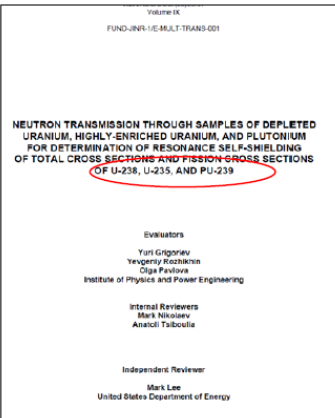 Volume IX
FUND-JINR-1/E-MULT-TRANS-001
NEUTRON TRANSMISSION THROUGH SAMPLES OF DEPLETED
URANIUM, HIGHLY-ENRICHED URANIUM, AND PLUTONIUM
FOR DETERMINATION OF RESONANCE SELF-SHIELDING
OF TOTAL CROSS SECTIONS AND FISSION CROSS SECTIONS
OF U-238, U-235, AND PU-239
Evaluators
Yuri Grigoriev
Yevgeniy Rozhikhin
Olga Pavlova
Institute of Physics and Power Engineering
Internal Reviewers
Mark Nikolaev
Anatoli Tsiboulia
Independent Reviewer
Mark Lee
United States Department of Energy